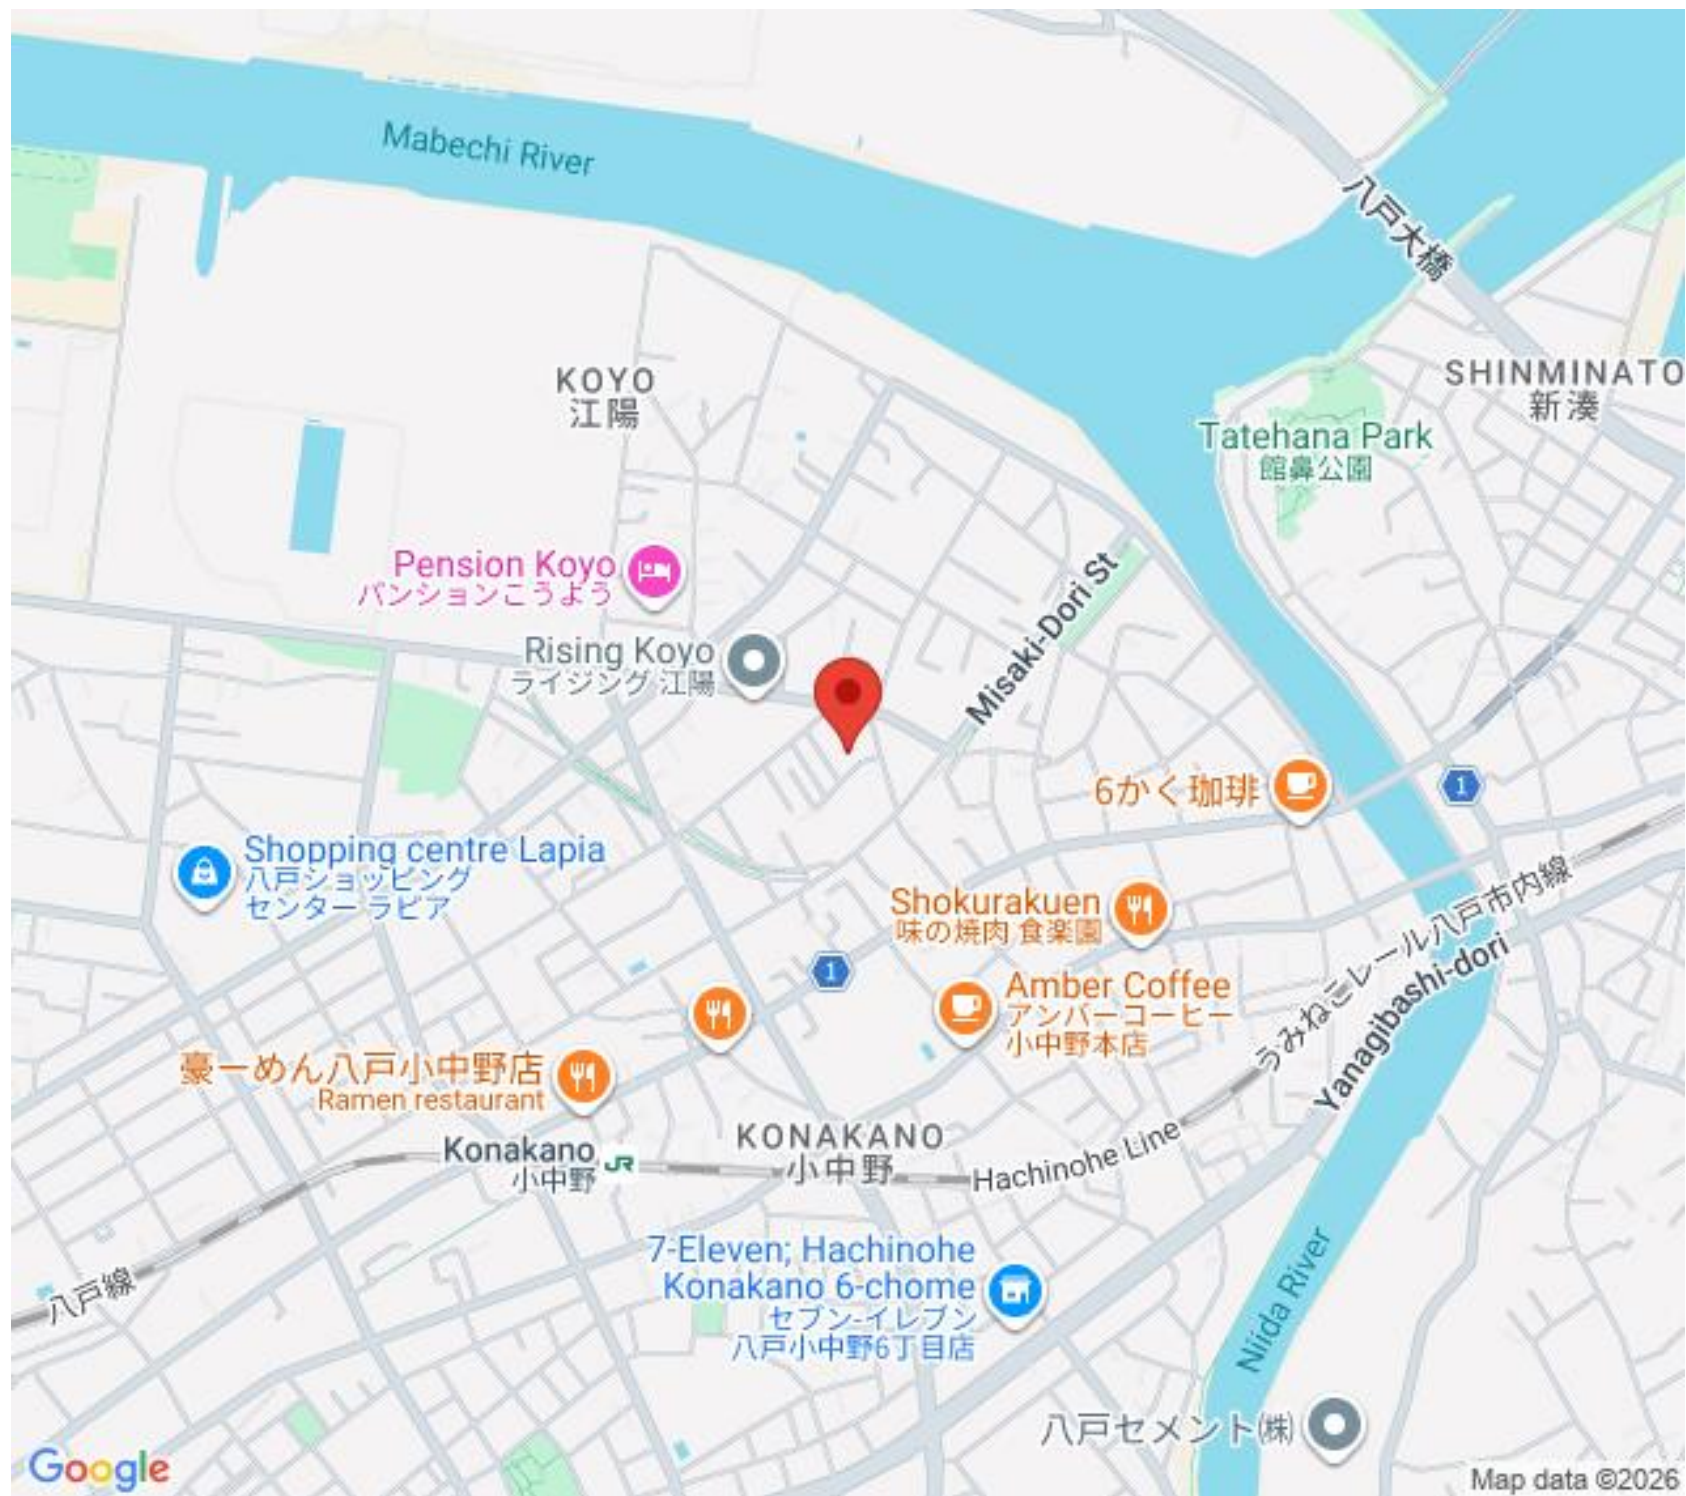 Mabechi River
八戸大橋
KOYO
江陽
SHINMINATO
新湊
Tatehana Park
館鼻公園
Pension Koyo
パンションこうよう
Misaki-Dori St
Rising Koyo
ライジング 江陽
6かく珈琲
1
Shopping centre Lapia
八戸ショッピング
センター ラピア
Shokurakuen
味の焼肉 食楽園
うみねこレール八戸市内線
Yanagibashi-dori
1
Amber Coffee
アンバーコーヒー
小中野本店
豪ーめん八戸小中野店
Ramen restaurant
Konakano
小中野
JR
KONAKANO
小中野
Hachinohe Line
7-Eleven; Hachinohe
Konakano 6-chome
セブン-イレブン
八戸小中野6丁目店
八戸線
Niida River
八戸セメント㈱
Google
Map data ©2026